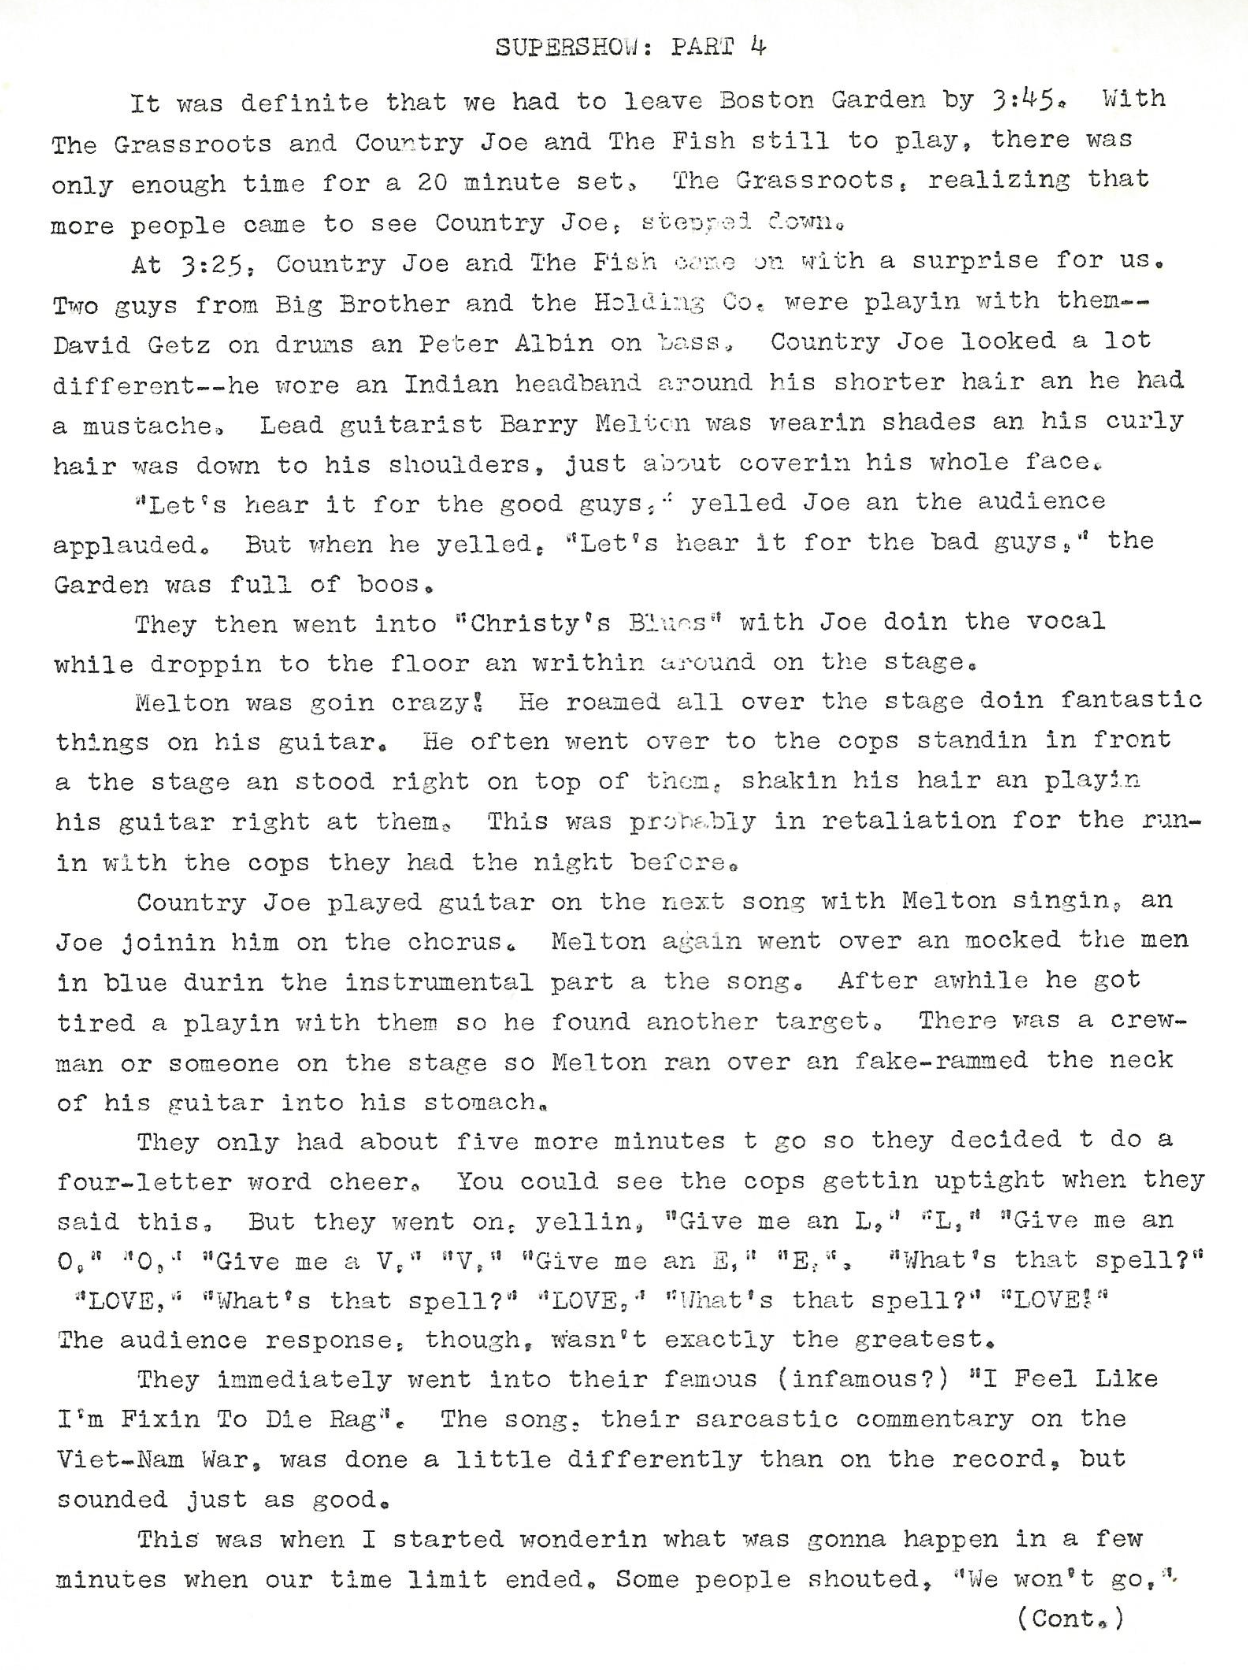 SUPERSHOW: PART 4
It was definite that we had to leave Boston Garden by 3:45. With
The Grassroots and Country Joe and The Fish still to play, there was
only enough time for a 20 minute set. The Grassroots, realizing that
more people came to see Country Joe, stepped down.
At 3:25, Country Joe and The Fish came on with a surprise for us.
Two guys from Big Brother and the Holding Co. were playin with them--
David Getz on drums an Peter Albin on bass. Country Joe looked a lot
different--he wore an Indian headband around his shorter hair an he had
a mustache. Lead guitarist Barry Melton was wearin shades an his curly
hair was down to his shoulders, just about coverin his whole face.
"Let's hear it for the good guys," yelled Joe an the audience
applauded. But when he yelled, "Let's hear it for the bad guys," the
Garden was full of boos.
They then went into "Christy's Blues" with Joe doin the vocal
while droppin to the floor an writhin around on the stage.
Melton was goin crazy! He roamed all over the stage doin fantastic
things on his guitar. He often went over to the cops standin in front
a the stage an stood right on top of them, shakin his hair an playin
his guitar right at them. This was probably in retaliation for the run-
in with the cops they had the night before.
Country Joe played guitar on the next song with Melton singin, an
Joe joinin him on the chorus. Melton again went over an mocked the men
in blue durin the instrumental part a the song. After awhile he got
tired a playin with them so he found another target. There was a crew-
man or someone on the stage so Melton ran over an fake-rammed the neck
of his guitar into his stomach.
They only had about five more minutes t go so they decided t do a
four-letter word cheer. You could see the cops gettin uptight when they
said this. But they went on, yellin, "Give me an L," "L," "Give me an
O," "O," "Give me a V," "V," "Give me an E," "E,". "What's that spell?"
"LOVE," "What's that spell?" "LOVE," "What's that spell?" "LOVE!"
The audience response, though, wasn't exactly the greatest.
They immediately went into their famous (infamous?) "I Feel Like
I'm Fixin To Die Rag". The song, their sarcastic commentary on the
Viet-Nam War, was done a little differently than on the record, but
sounded just as good.
This was when I started wonderin what was gonna happen in a few
minutes when our time limit ended. Some people shouted, "We won't go,".
(Cont.)